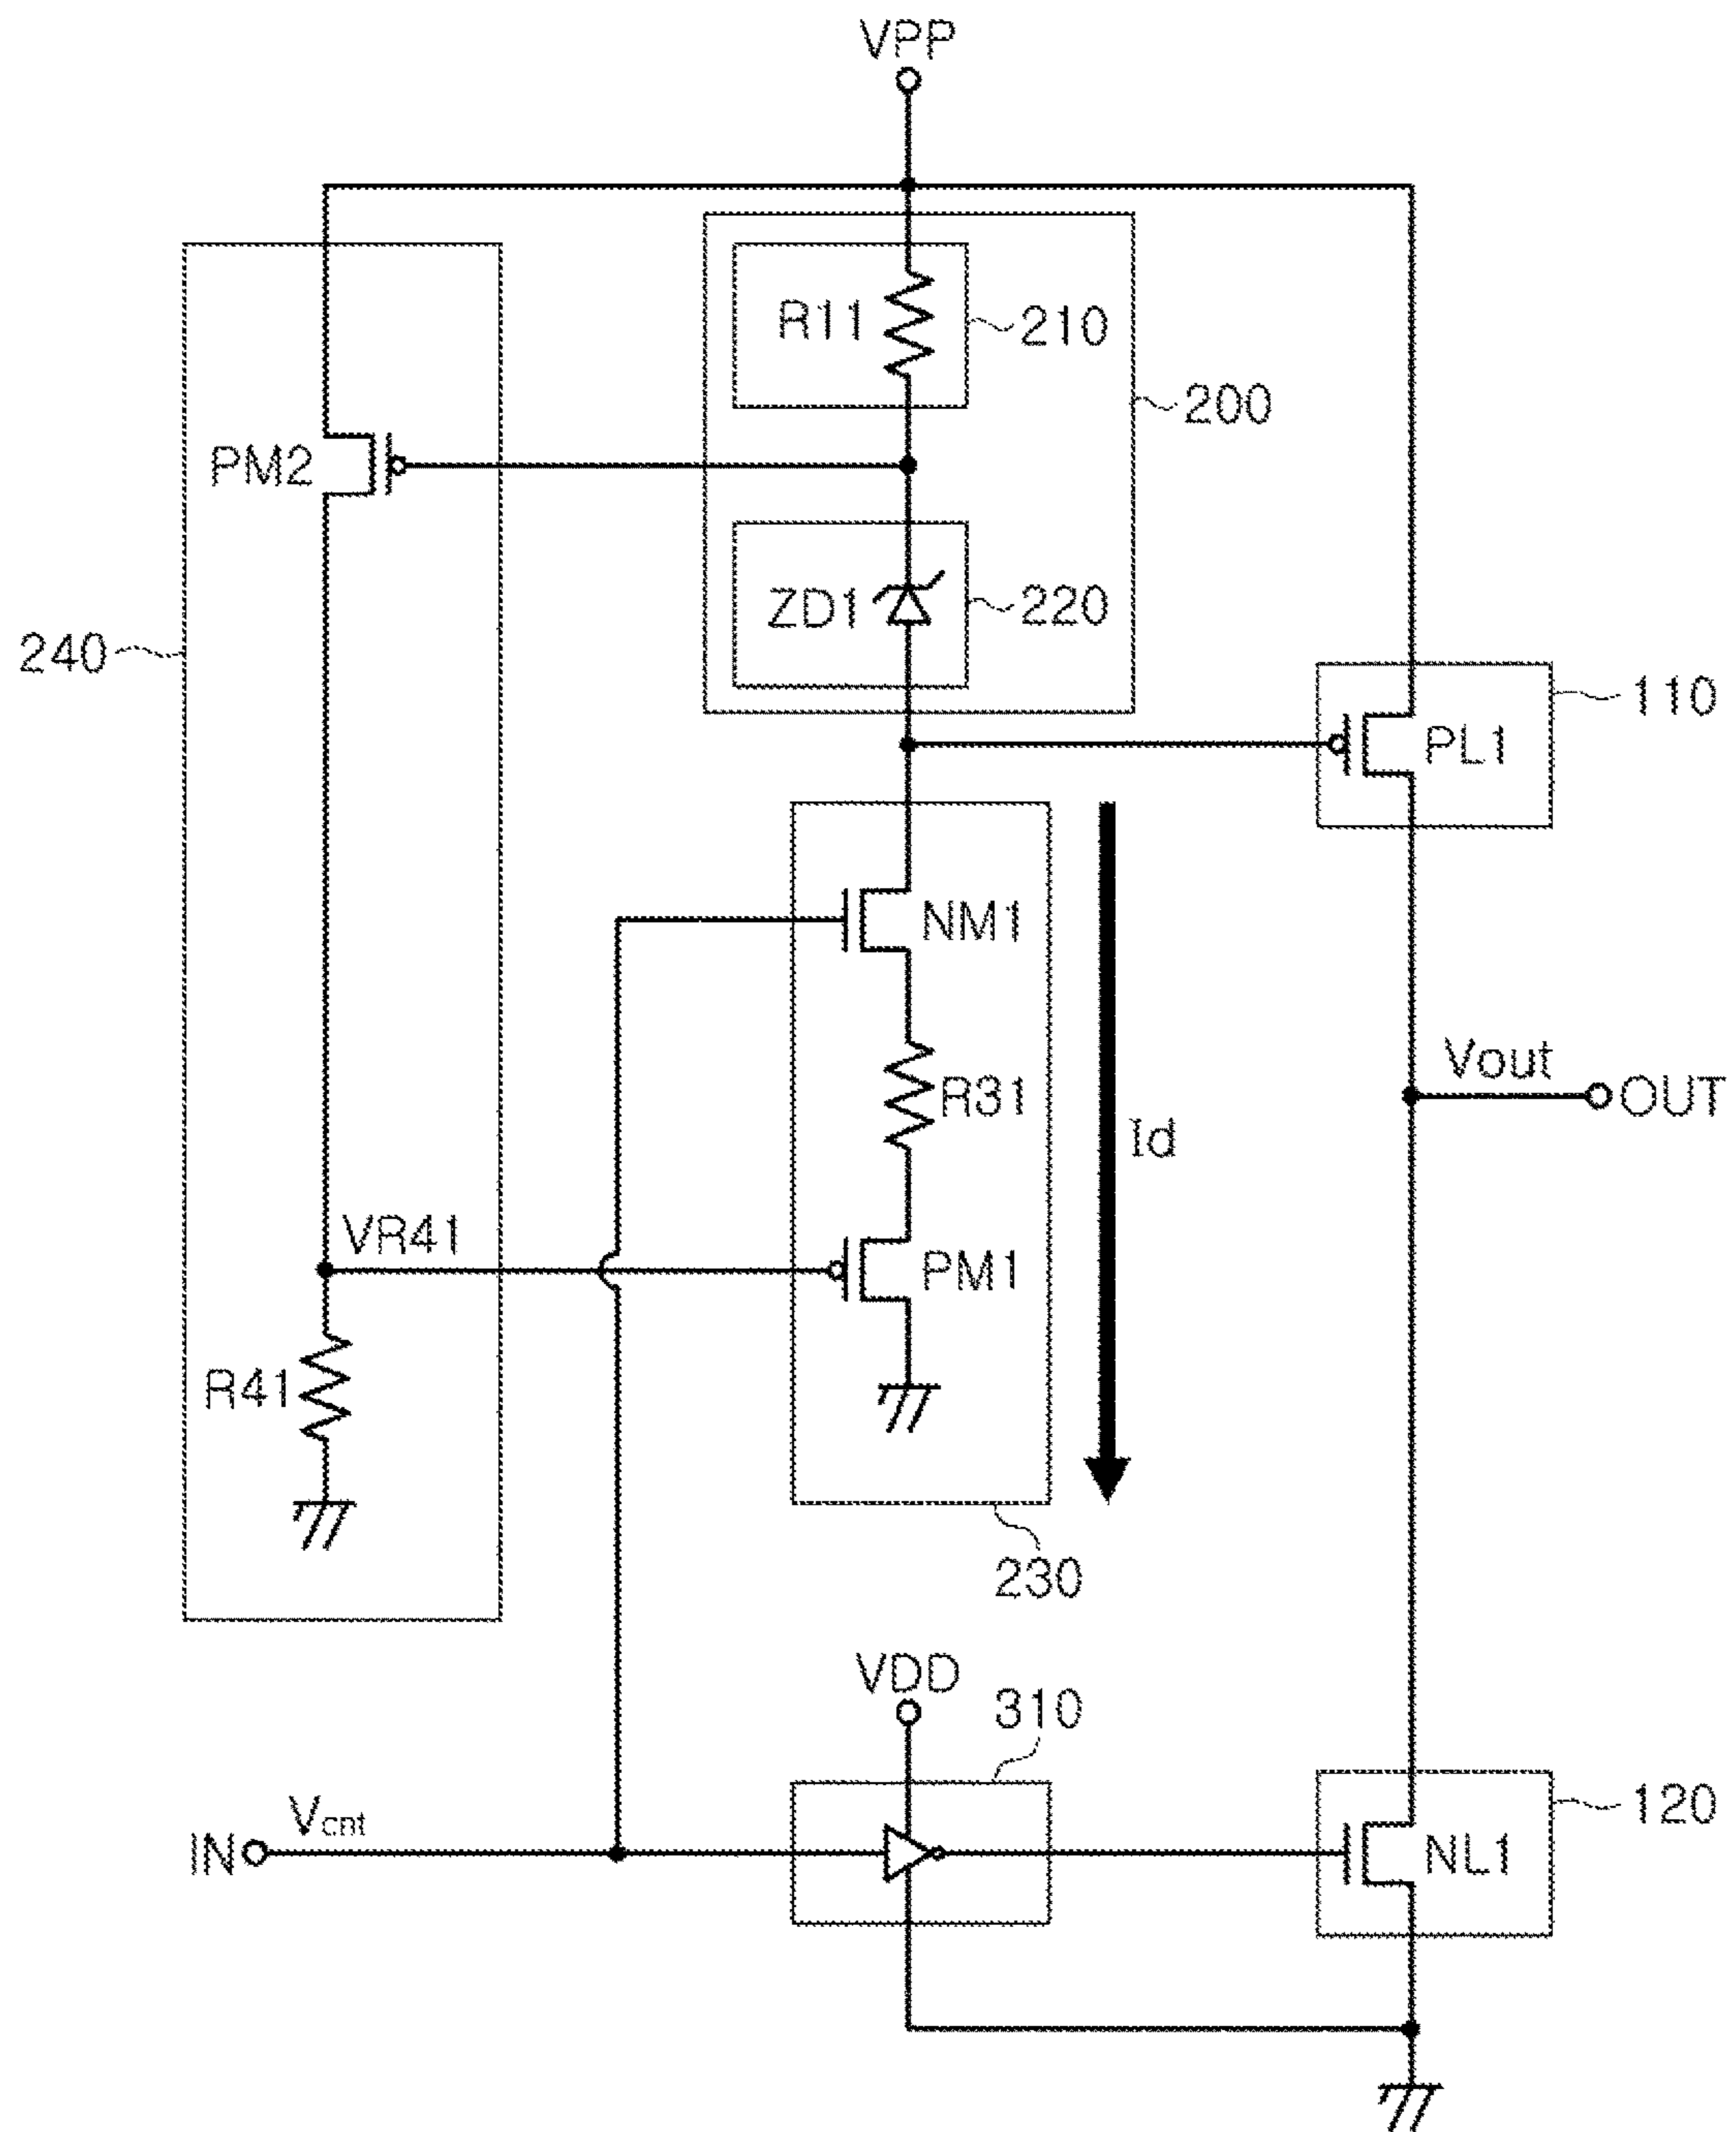 VPP
R11
210
200
PM2
ZD1
220
240
110
PL1
NM1
Vout
OUT
R31
Id
VR41
PM1
R41
230
VDD
310
Vcnt
120
IN
NL1